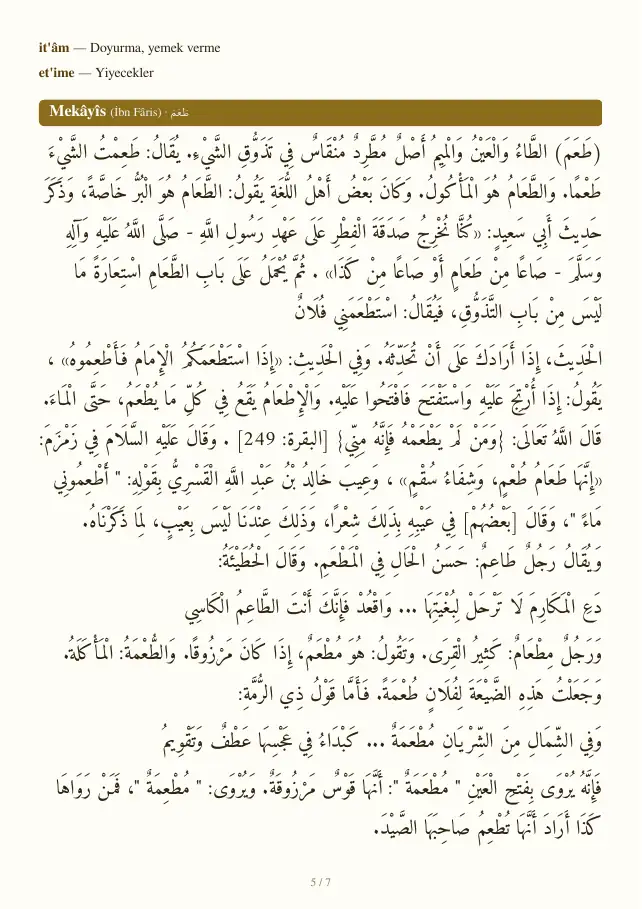 it'âm — Doyurma, yemek verme
et'ime — Yiyecekler
Mekâyîs (İbn Fâris) · طَعَمَ
(طَعَمَ) الطَّاءُ وَالْعَيْنُ وَالْمِيمُ أَصْلٌ مُطَّرِدٌ مُنْقَاسٌ فِي تَذَوُّقِ الشَّيْءِ. يُقَالُ: طَعِمْتُ الشَّيْءَ
طَعْمًا. وَالطَّعَامُ هُوَ الْمَأْكُولُ. وَكَانَ بَعْضُ أَهْلِ اللُّغَةِ يَقُولُ: الطَّعَامُ هُوَ الْبُرُّ خَاصَّةً، وَذَكَرَ
حَدِيثَ أَبِي سَعِيدٍ: «كُنَّا نُخْرِجُ صَدَقَةَ الْفِطْرِ عَلَى عَهْدِ رَسُولِ اللَّهِ - صَلَّى اللَّهُ عَلَيْهِ وَآلِهِ
وَسَلَّمَ - صَاعًا مِنْ طَعَامٍ أَوْ صَاعًا مِنْ كَذَا» . ثُمَّ يُحْمَلُ عَلَى بَابِ الطَّعَامِ اسْتِعَارَةً مَا
لَيْسَ مِنْ بَابِ التَّذَوُّقِ، فَيُقَالُ: اسْتَطْعَمَنِي فُلَانٌ
الْحَدِيثَ، إِذَا أَرَادَكَ عَلَى أَنْ تُحَدِّثَهُ. وَفِي الْحَدِيثِ: «إِذَا اسْتَطْعَمَكُمُ الْإِمَامُ فَأَطْعِمُوهُ» ،
يَقُولُ: إِذَا أُرْتِجَ عَلَيْهِ وَاسْتَفْتَحَ فَافْتَحُوا عَلَيْهِ. وَالْإِطْعَامُ يَقَعُ فِي كُلِّ مَا يُطْعَمُ، حَتَّى الْمَاءَ.
قَالَ اللَّهُ تَعَالَى: {وَمَنْ لَمْ يَطْعَمْهُ فَإِنَّهُ مِنِّي} [البقرة: 249] . وَقَالَ عَلَيْهِ السَّلَامُ فِي زَمْزَمَ:
«إِنَّهَا طَعَامُ طُعْمٍ، وَشِفَاءُ سُقْمٍ» ، وَعِيبَ خَالِدُ بْنُ عَبْدِ اللَّهِ الْقَسْرِيُّ بِقَوْلِهِ: " أَطْعِمُونِي
مَاءً "، وَقَالَ [بَعْضُهُمْ] فِي عَيْبِهِ بِذَلِكَ شِعْرًا، وَذَلِكَ عِنْدَنَا لَيْسَ بِعَيْبٍ، لِمَا ذَكَرْنَاهُ.
وَيُقَالُ رَجُلٌ طَاعِمٌ: حَسَنُ الْحَالِ فِي الْمَطْعَمِ. وَقَالَ الْحُطَيْئَةُ:
دَعِ الْمَكَارِمَ لَا تَرْحَلْ لِبُغْيَتِهَا ... وَاقْعُدْ فَإِنَّكَ أَنْتَ الطَّاعِمُ الْكَاسِي
وَرَجُلٌ مِطْعَامٌ: كَثِيرُ الْقِرَى. وَتَقُولُ: هُوَ مُطْعَمٌ، إِذَا كَانَ مَرْزُوقًا. وَالطُّعْمَةُ: الْمَأْكَلَةُ.
وَجَعَلْتُ هَذِهِ الضَّيْعَةَ لِفُلَانٍ طُعْمَةً. فَأَمَّا قَوْلُ ذِي الرُّمَّةِ:
وَفِي الشِّمَالِ مِنَ الشِّرْيَانِ مُطْعَمَةٌ ... كَبْدَاءُ فِي عَجْسِهَا عَطْفٌ وَتَقْوِيمُ
فَإِنَّهُ يُرْوَى بِفَتْحِ الْعَيْنِ " مُطْعَمَةٌ ": أَنَّهَا قَوْسٌ مَرْزُوقَةٌ. وَيُرْوَى: " مُطْعِمَةٌ "، فَمَنْ رَوَاهَا
كَذَا أَرَادَ أَنَّهَا تُطْعِمُ صَاحِبَهَا الصَّيْدَ.
5 / 7